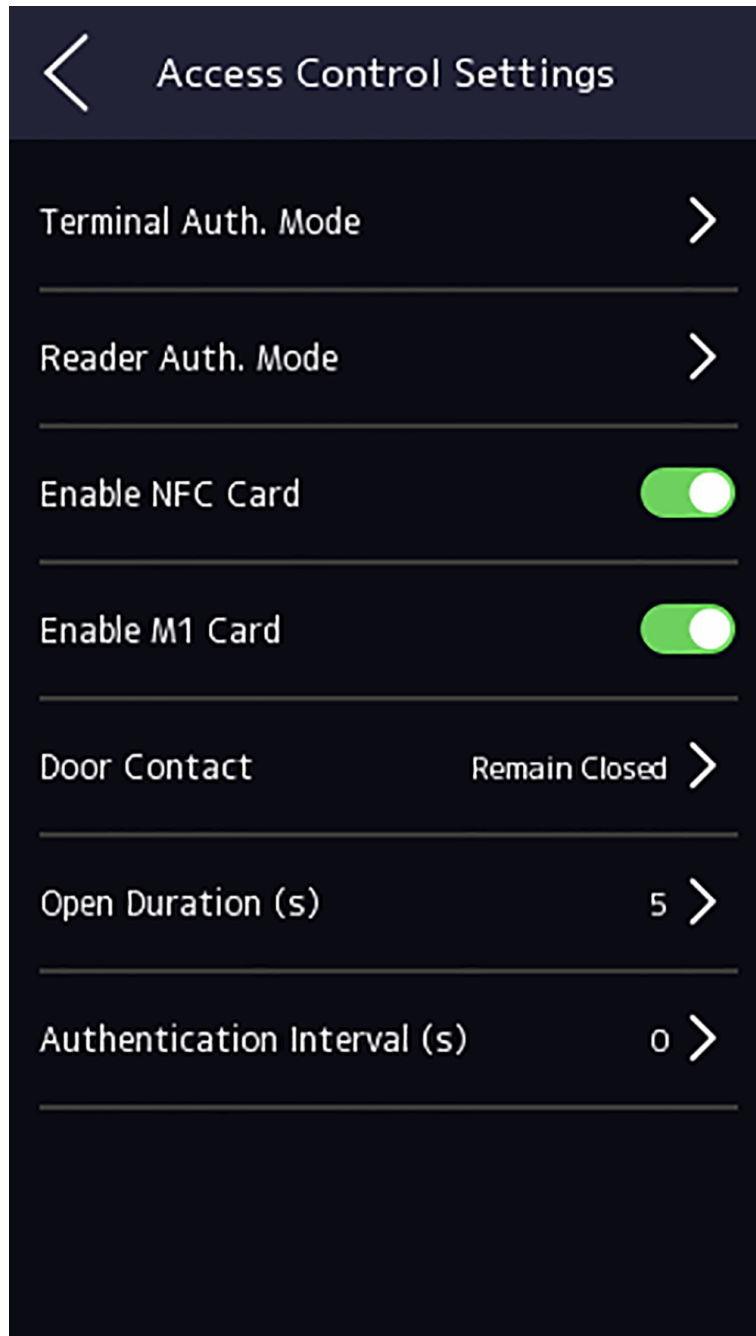 Access Control Settings
Terminal Auth. Mode
Reader Auth. Mode
Enable NFC Card
Enable M1 Card
Door Contact Remain Closed
Open Duration (s) 5
Authentication Interval (s) 0